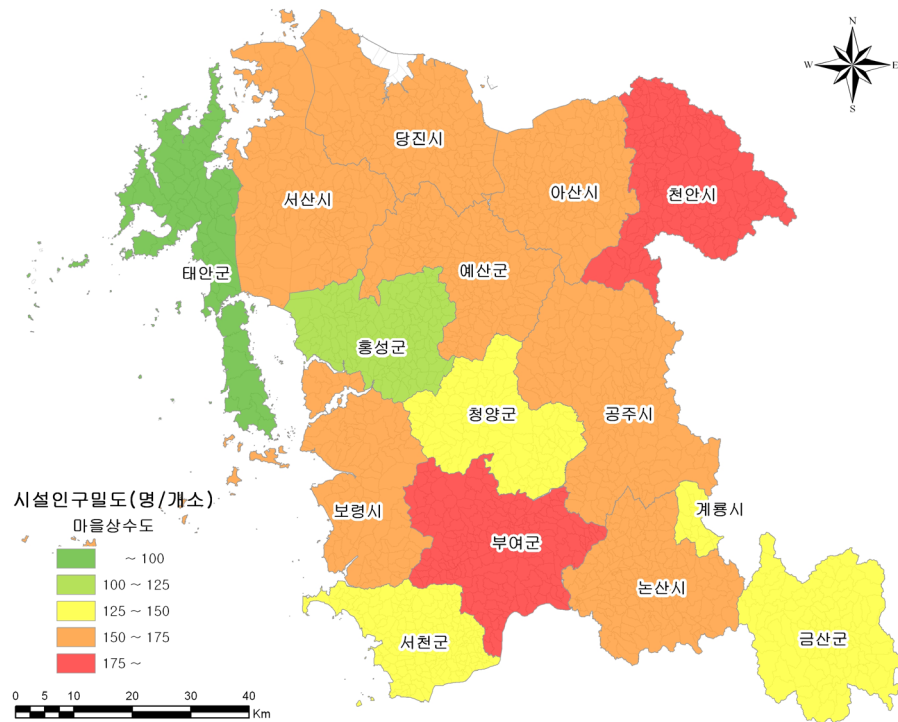 N
W E
S
당진시
아산시
천안시
서산시
태안군
예산군
홍성군
청양군
공주시
계룡시
보령시
부여군
논산시
서천군
금산군
시설인구밀도(명/개소)
마을상수도
~ 100
100 ~ 125
125 ~ 150
150 ~ 175
175 ~
0 5 10 20 30 40
Km